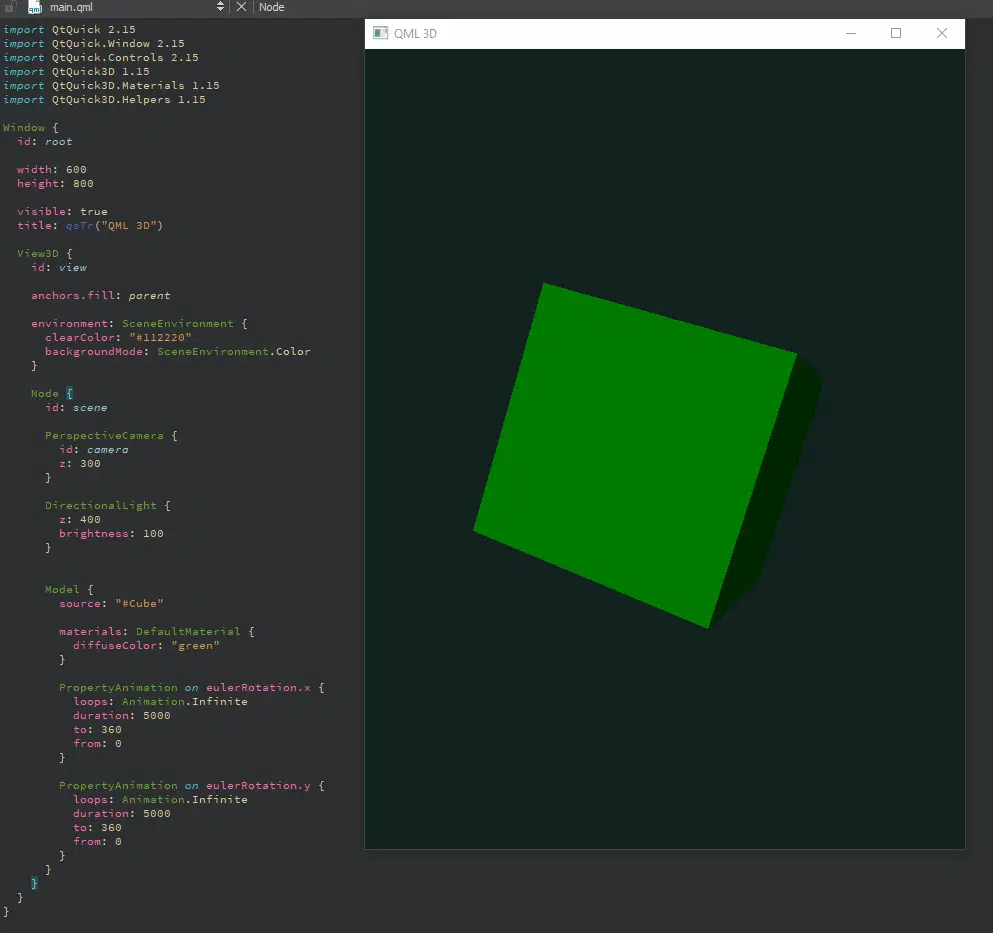 main.qml
Node
import QtQuick 2.15
import QtQuick.Window 2.15
import QtQuick.Controls 2.15
import QtQuick3D 1.15
import QtQuick3D.Materials 1.15
import QtQuick3D.Helpers 1.15
Window {
id: root
width: 600
height: 800
visible: true
title: qsTr("QML 3D")
View3D {
id: view
anchors.fill: parent
environment: SceneEnvironment {
clearColor: "#112220"
backgroundMode: SceneEnvironment.Color
}
Node {
id: scene
PerspectiveCamera {
id: camera
z: 300
}
DirectionalLight {
z: 400
brightness: 100
}
Model {
source: "#Cube"
materials: DefaultMaterial {
diffuseColor: "green"
}
PropertyAnimation on eulerRotation.x {
loops: Animation.Infinite
duration: 5000
to: 360
from: 0
}
PropertyAnimation on eulerRotation.y {
loops: Animation.Infinite
duration: 5000
to: 360
from: 0
}
}
}
}
}
QML 3D